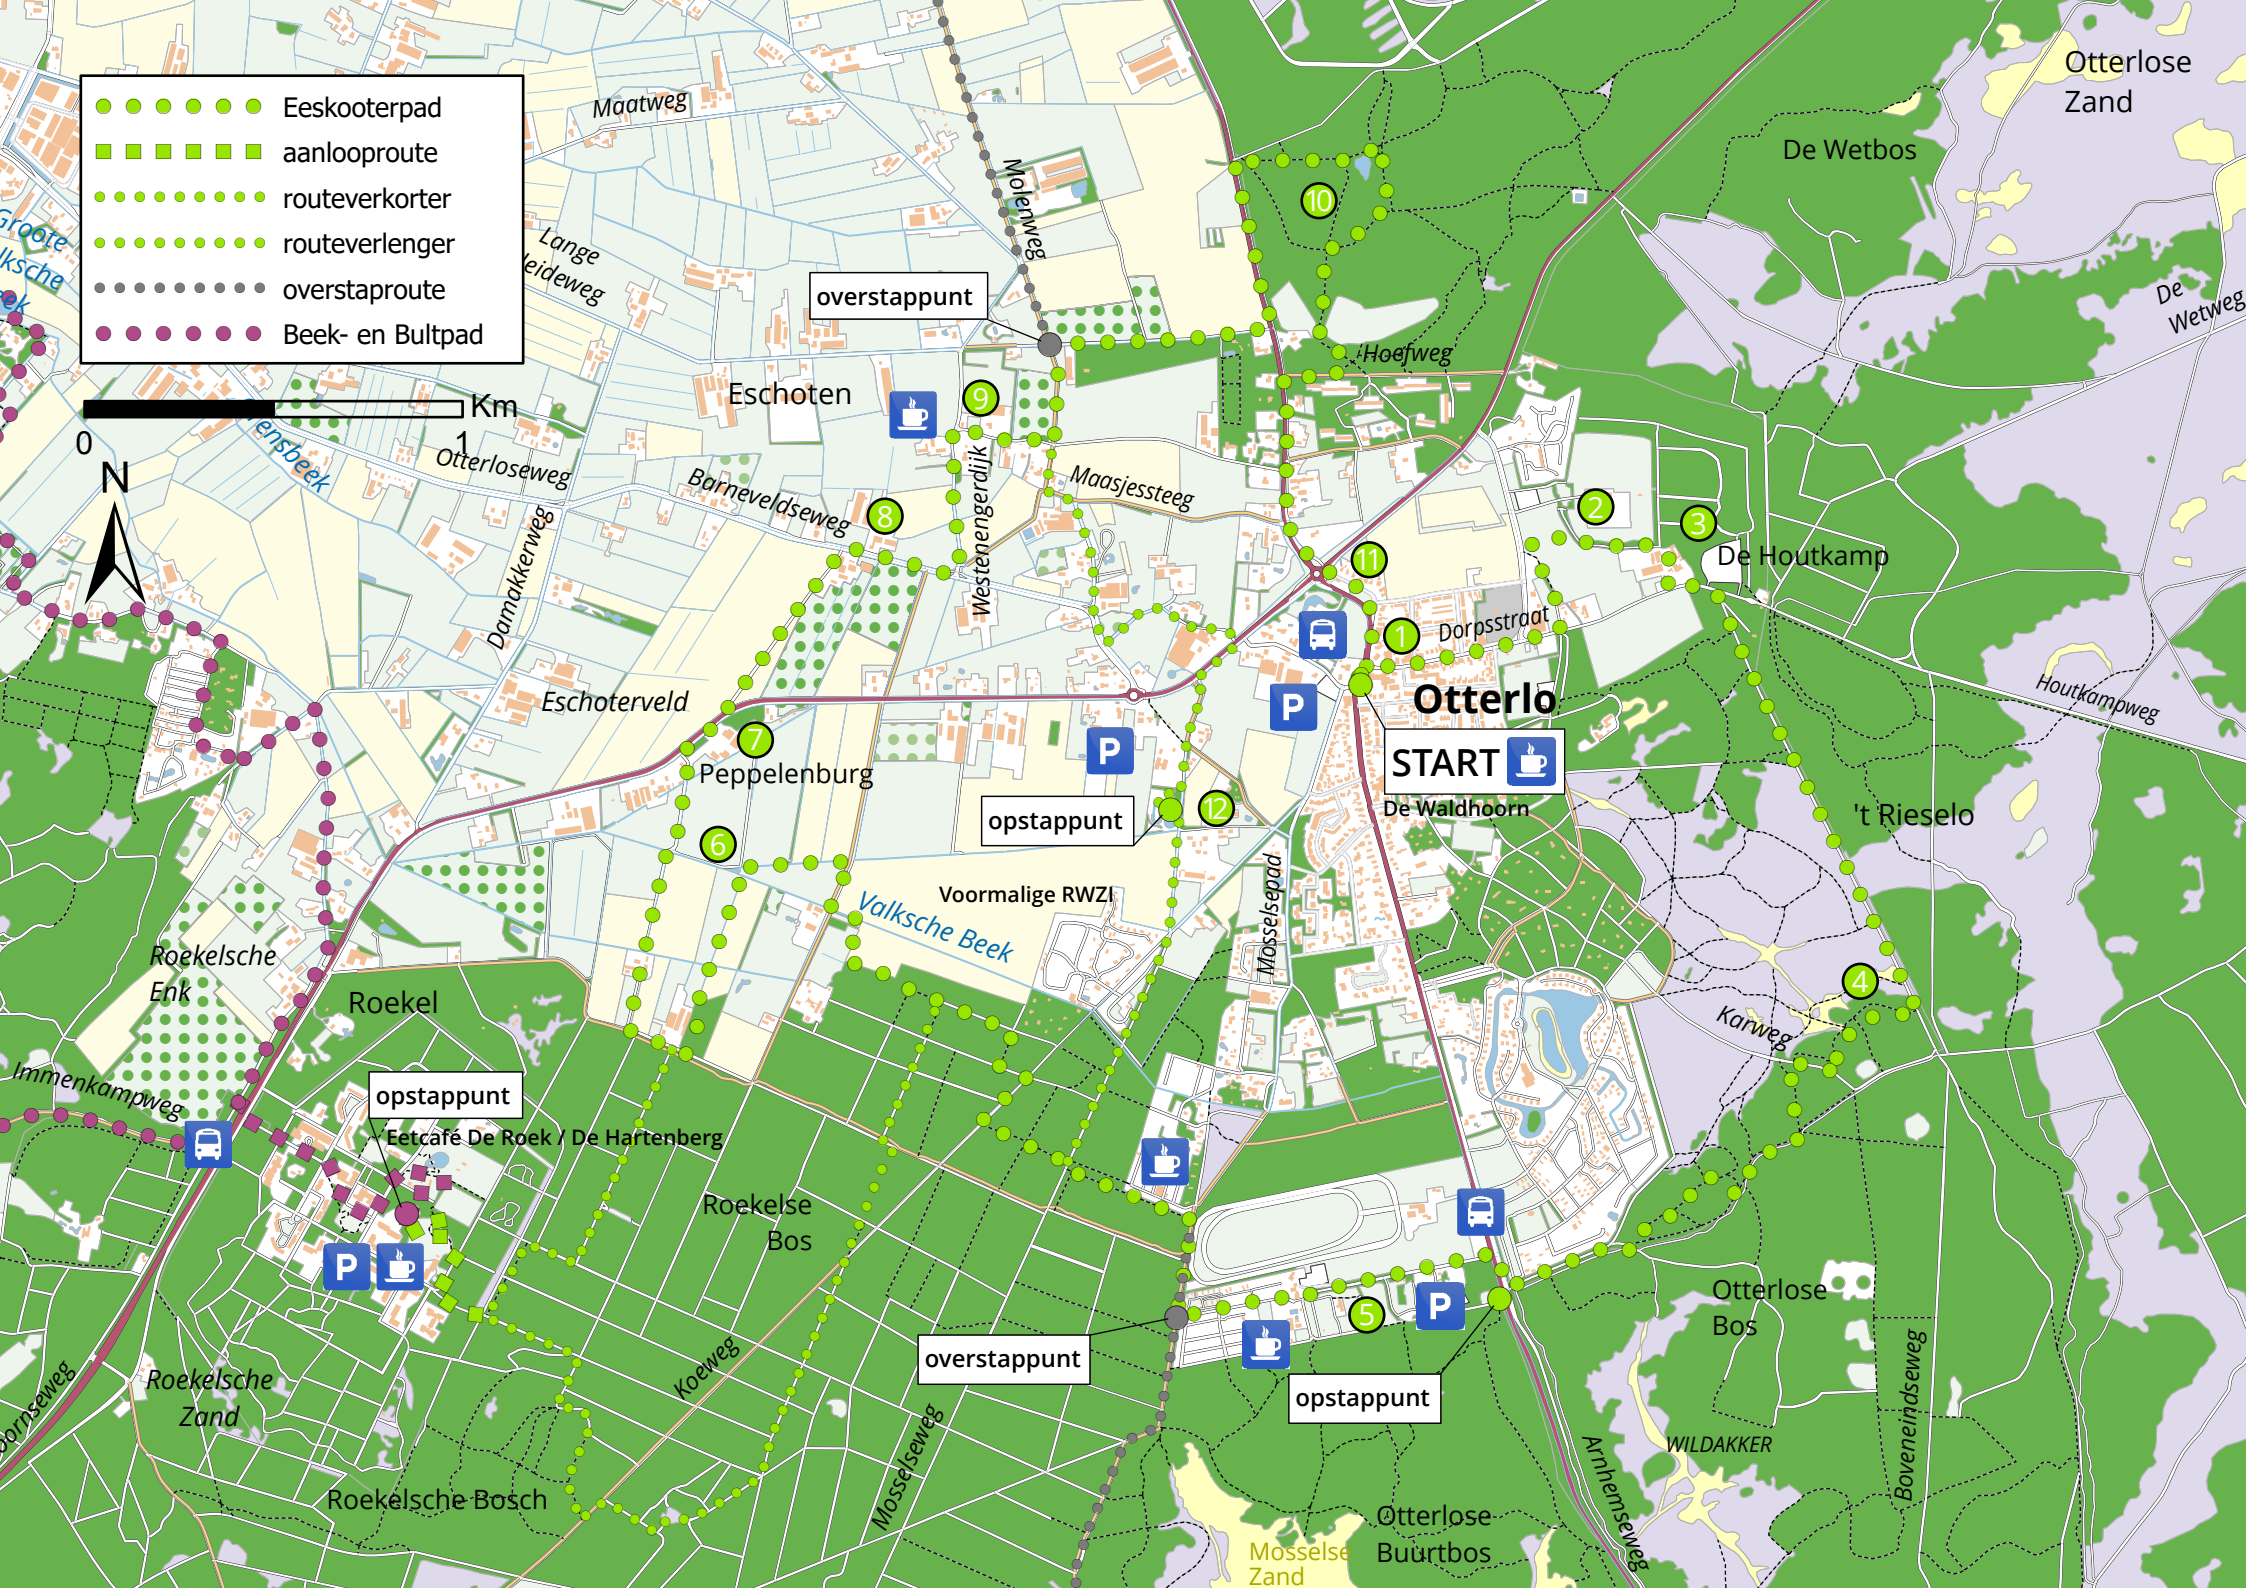 Otterlose
Zand
De Wetbos
De
Wetweg
Eeskooterpad
aanlooproute
routeverkorter
routeverlenger
overstaproute
Beek- en Bultpad
Groote
Maatweg
Molenweg
Lange
overstappunt
Hoefweg
Km
0
1
N
Eschoten
Otterloseweg
Barneveldseweg
Damakkerweg
Westenengerdijk
Maasjessteeg
10
9
8
2
3
De Houtkamp
11
1
Dorpsstraat
Otterlo
START
De Waldhoorn
Houtkampweg
't Rieselo
Eschoterveld
7
Peppelenburg
6
P
P
opstappunt
12
Voormalige RWZI
Valksche Beek
Mosselsepad
4
Karweg
Roekelsche
Enk
Roekel
Immenkampweg
opstappunt
Eetcafé De Roek / De Hartenberg
P
Roekelse
Bos
Koeweg
Mosselseweg
Roekelsche
Zand
Roekelsche Bosch
overstappunt
5
P
opstappunt
Otterlose
Bos
WILDAKKER
Boveneindseweg
Arnhemseweg
Otterlose
Buurtbos
Mosselse
Zand